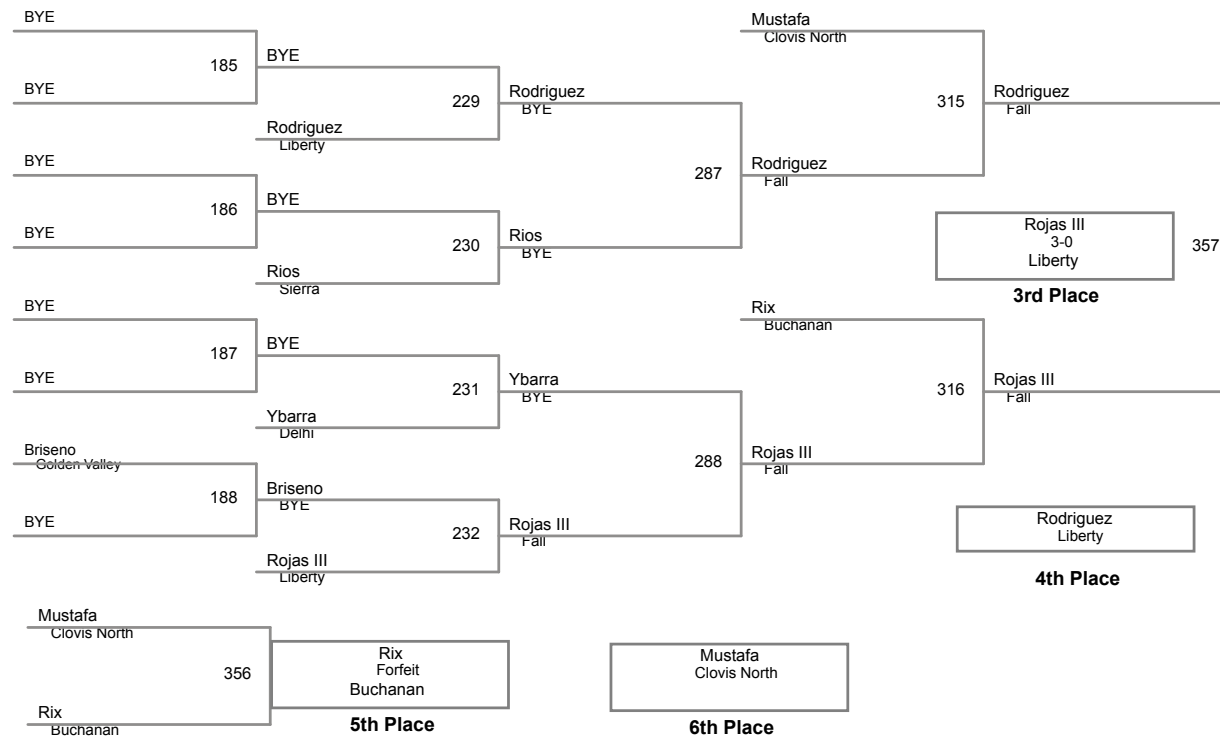 BYE
185
BYE
BYE
229
Rodriguez
Liberty
Rodriguez
BYE
BYE
186
BYE
BYE
230
Rios
Sierra
Rios
BYE
287
Rodriguez
Fall
Mustafa
Clovis North
315
Rodriguez
Fall
BYE
187
BYE
BYE
231
Ybarra
Delhi
Ybarra
BYE
Briseno
Golden Valley
188
BYE
Briseno
BYE
232
Rojas III
Liberty
Rojas III
Fall
288
Rojas III
Fall
Rix
Buchanan
316
Rojas III
Fall
Rojas III
3-0
Liberty
357
3rd Place
Rodriguez
Liberty
4th Place
Mustafa
Clovis North
356
Rix
Buchanan
Rix
Forfeit
Buchanan
5th Place
Mustafa
Clovis North
6th Place